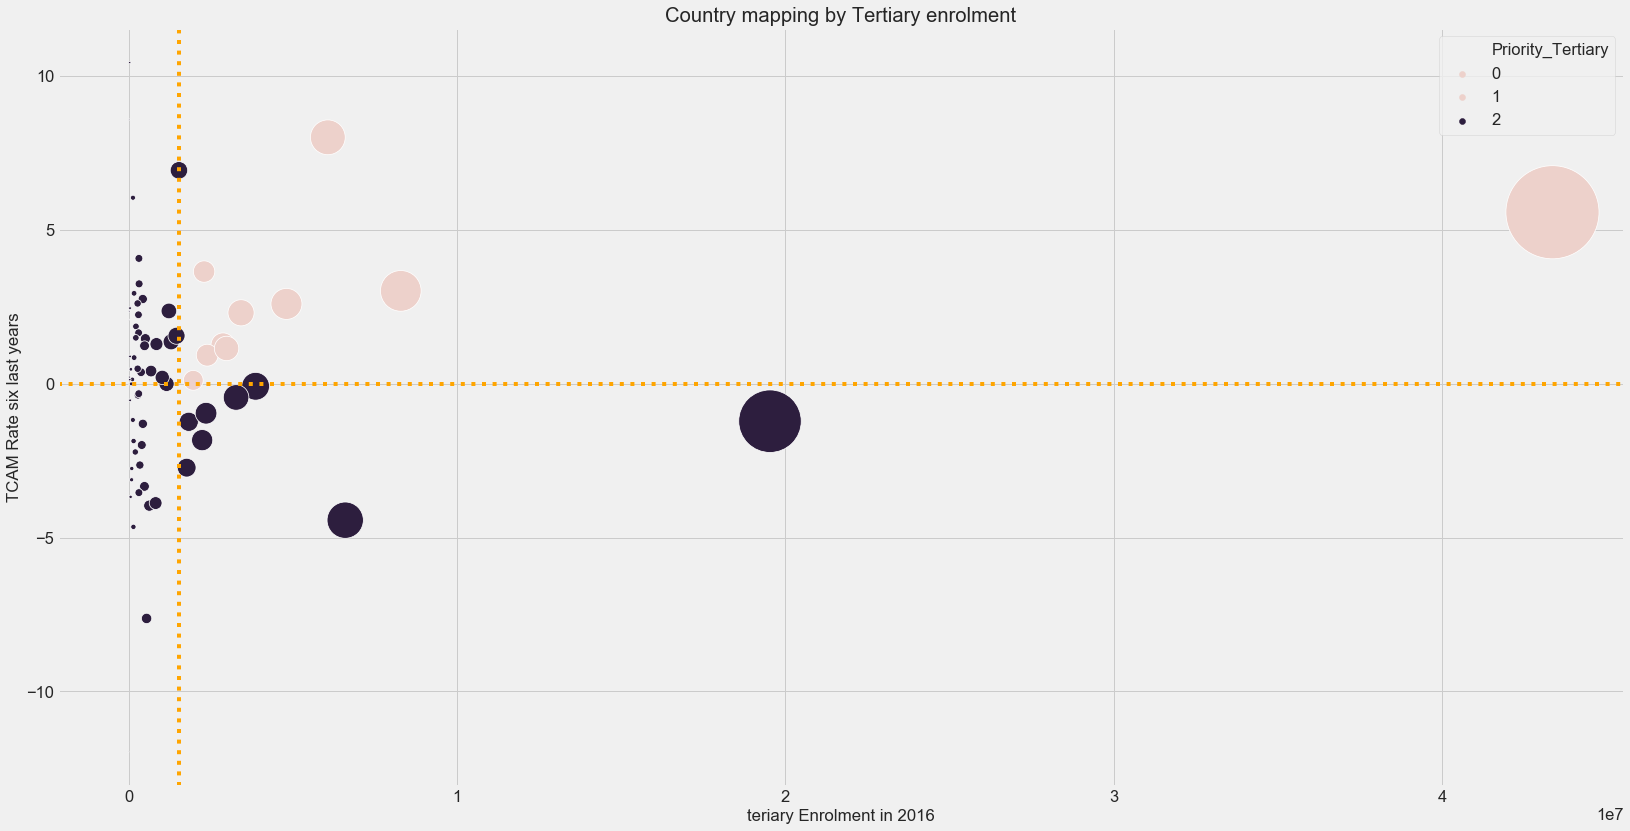 Country mapping by Tertiary enrolment
Priority_Tertiary
0
1
2
10
5
0
−5
−10
TCAM Rate six last years
0
1
2
3
4
1e7
teriary Enrolment in 2016